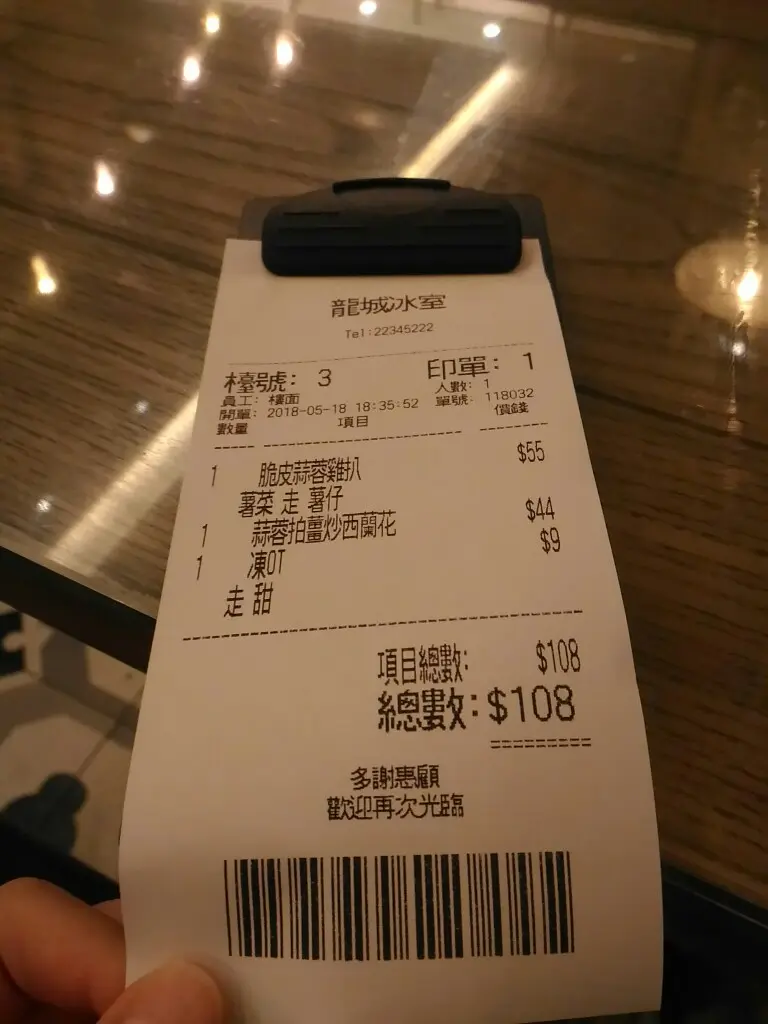 龍城冰室
Tel:22345222
檯號: 3 印單: 1
員工: 樓面 人數: 1
開單: 2018-05-18 18:35:52 單號: 118032
數量 項目 價錢
1 脆皮蒜蓉雞扒 $55
薯菜 走 薯仔
1 蒜蓉拍薑炒西蘭花 $44
1 凍OT $9
走 甜
項目總數: $108
總數: $108
多謝惠顧
歡迎再次光臨